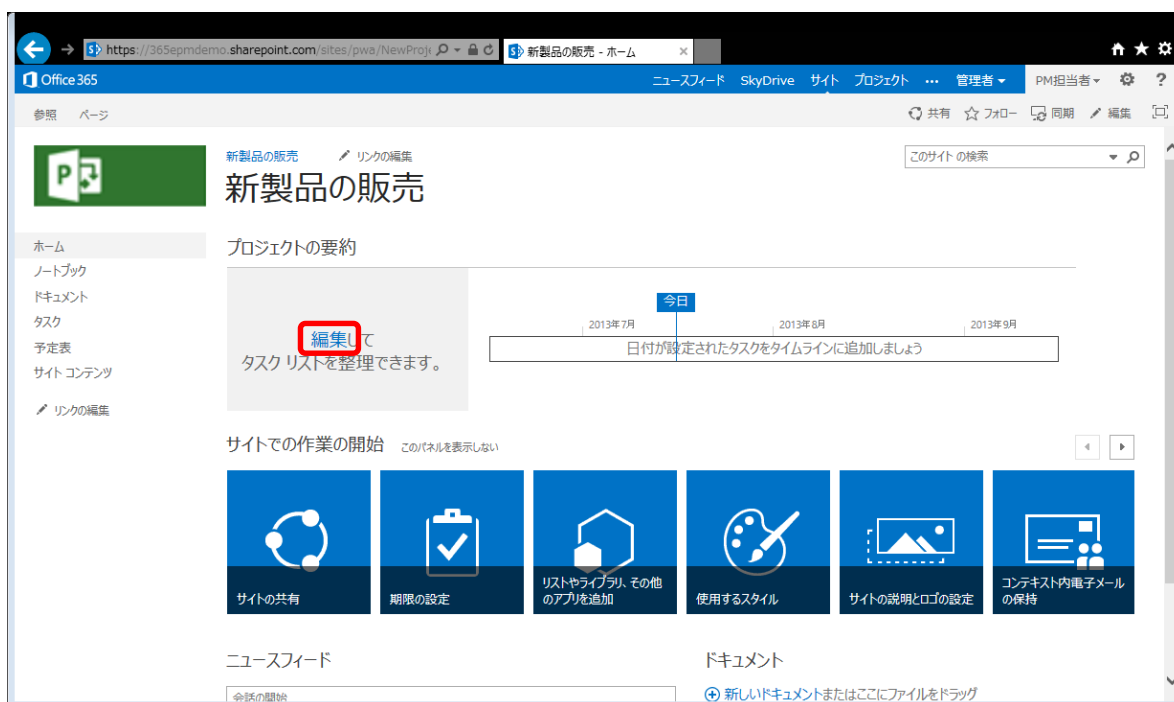 https://365epmdemo.sharepoint.com/sites/pwa/NewProj
新製品の販売 - ホーム
Office 365
ニュースフィード SkyDrive サイト プロジェクト ... 管理者 PM担当者 ?
参照 ページ
共有 フォロー 同期 編集
新製品の販売 リンクの編集
このサイト の検索
新製品の販売
ホーム
ノートブック
ドキュメント
タスク
予定表
サイト コンテンツ
リンクの編集
プロジェクトの要約
編集して
タスク リストを整理できます。
今日
2013年 7月 2013年 8月 2013年 9月
日付が設定されたタスクをタイムラインに追加しましょう
サイトでの作業の開始 このパネルを表示しない
サイトの共有
期限の設定
リストやライブラリ、その他
のアプリを追加
使用するスタイル
サイトの説明とロゴの設定
コンテキスト内電子メール
の保持
ニュースフィード
会話の開始
ドキュメント
新しいドキュメントまたはここにファイルをドラッグ